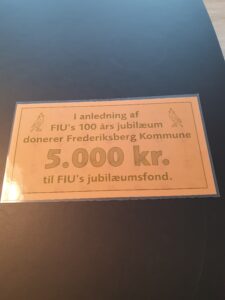 I anledning af
FIU's 100 års jubilæum
donerer Frederiksberg Kommune
5.000 kr.
til FIU's jubilæumsfond.